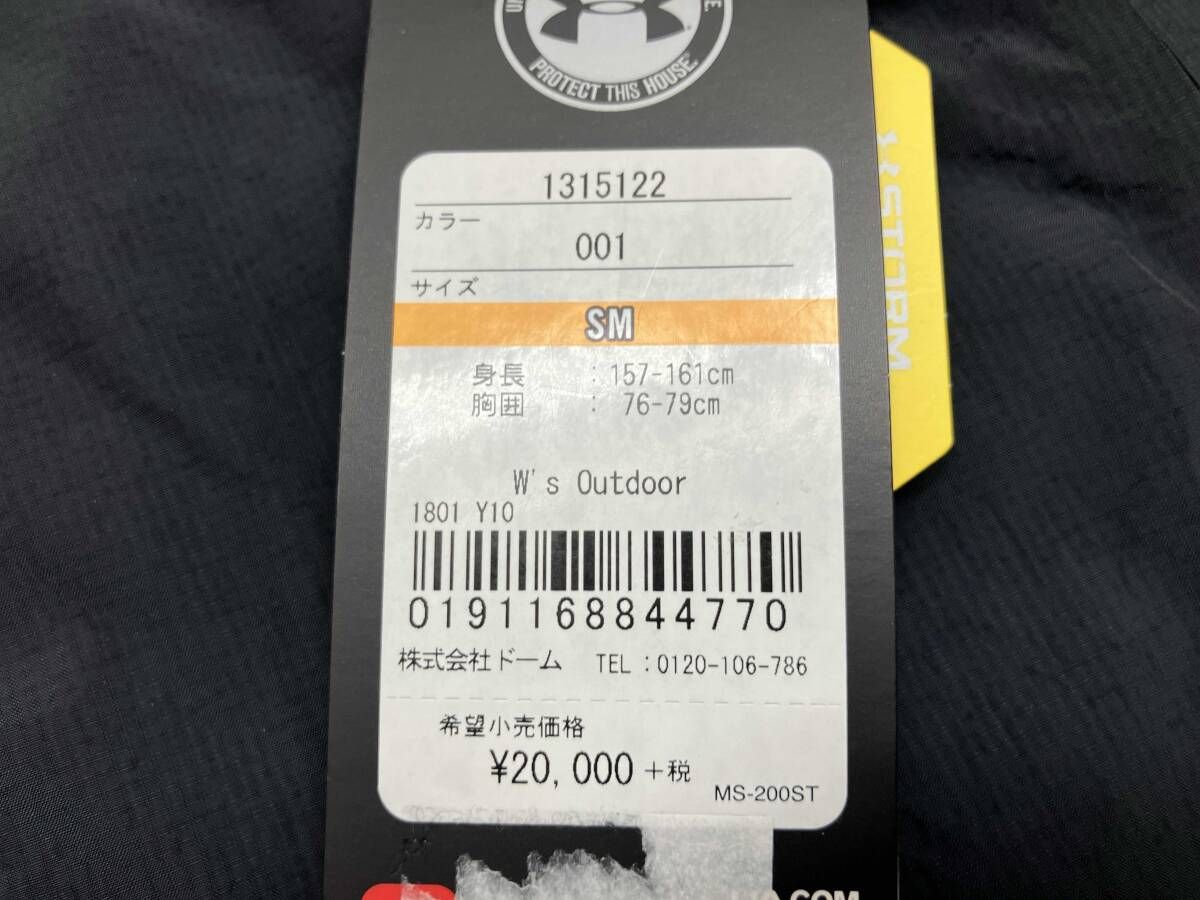 PROTECT THIS HOUSE.
1315122
カラー
001
サイズ
SM
身長 : 157-161cm
胸囲 : 76-79cm
W's Outdoor
1801 Y10
0191168844770
株式会社ドーム TEL:0120-106-786
希望小売価格
¥20,000 +税
MS-200ST
STORM
.COM